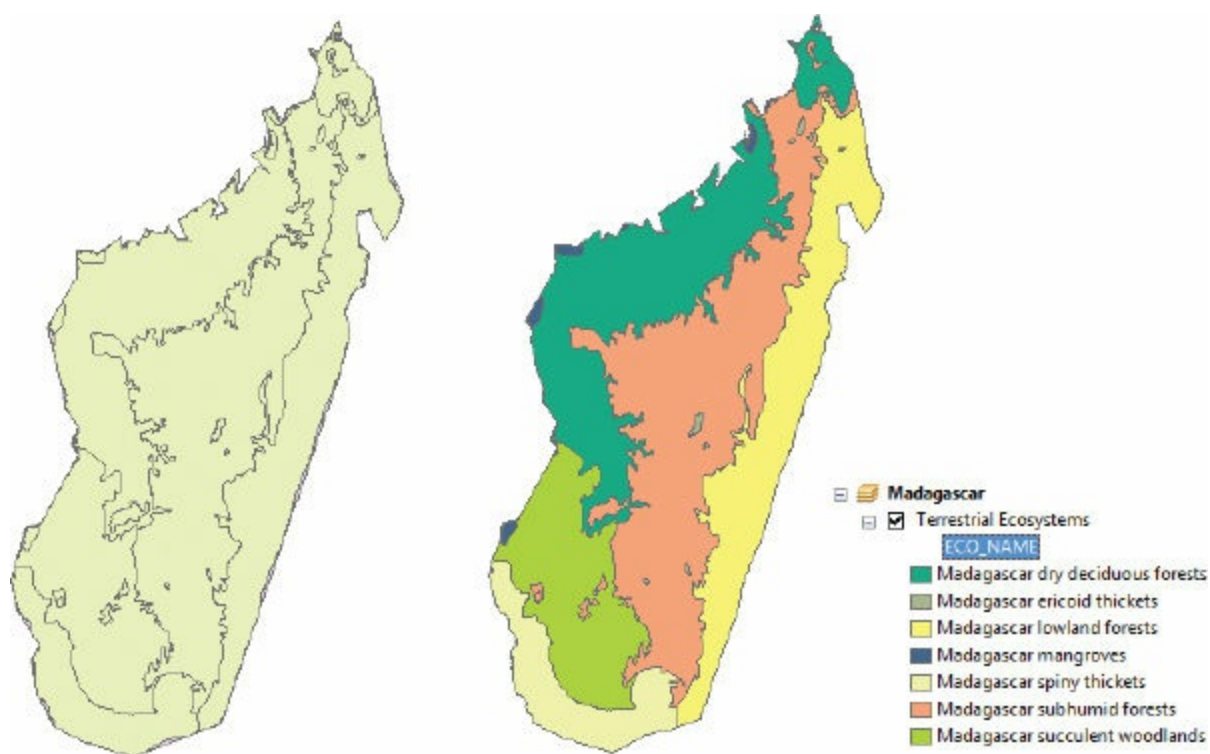 Madagascar
Terrestrial Ecosystems
ECO_NAME
Madagascar dry deciduous forests
Madagascar ericoid thickets
Madagascar lowland forests
Madagascar mangroves
Madagascar spiny thickets
Madagascar subhumid forests
Madagascar succulent woodlands